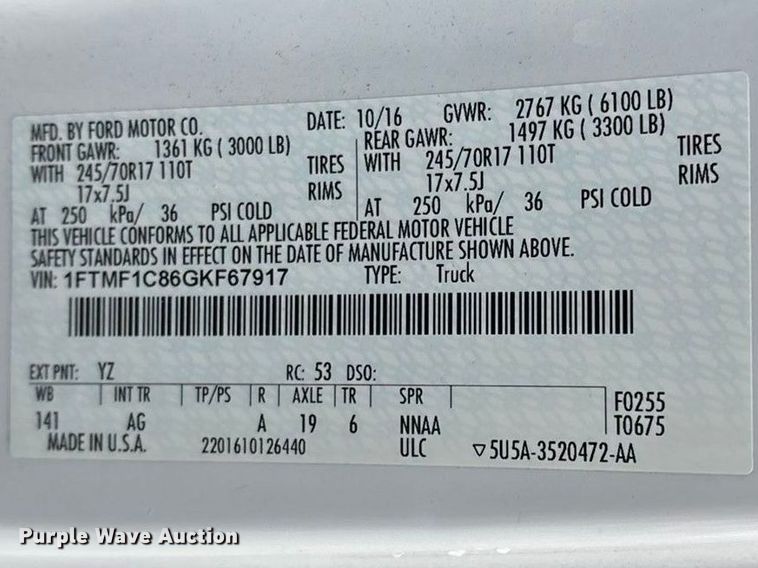 MFD. BY FORD MOTOR CO. DATE: 10/16 GVWR: 2767 KG ( 6100 LB)
FRONT GAWR: 1361 KG ( 3000 LB) REAR GAWR: 1497 KG ( 3300 LB)
WITH 245/70R17 110T TIRES WITH 245/70R17 110T TIRES
17x7.5J RIMS 17x7.5J RIMS
AT 250 kPa/ 36 PSI COLD AT 250 kPa/ 36 PSI COLD
THIS VEHICLE CONFORMS TO ALL APPLICABLE FEDERAL MOTOR VEHICLE
SAFETY STANDARDS IN EFFECT ON THE DATE OF MANUFACTURE SHOWN ABOVE.
VIN: 1FTMF1C86GKF67917 TYPE: Truck
EXT PNT: YZ RC: 53 DSO:
WB INT TR TP/PS R AXLE TR SPR F0255
141 AG A 19 6 NNAA T0675
MADE IN U.S.A. 2201610126440 ULC ▽5U5A-3520472-AA
Purple Wave Auction